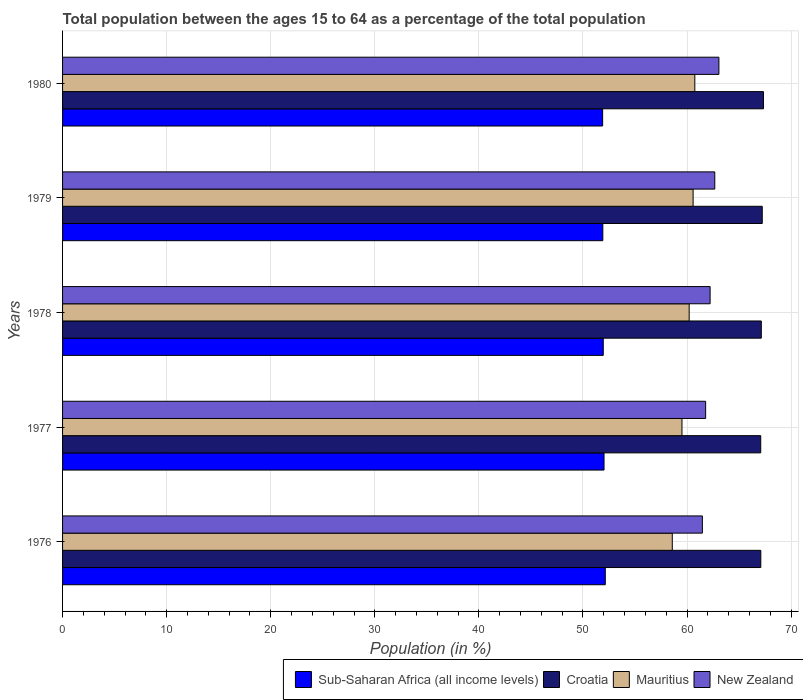 Total population between the ages 15 to 64 as a percentage of the total population
1980
1979
1978
1977
1976
Years
0 10 20 30 40 50 60 70
Population (in %)
Sub-Saharan Africa (all income levels) Croatia Mauritius New Zealand